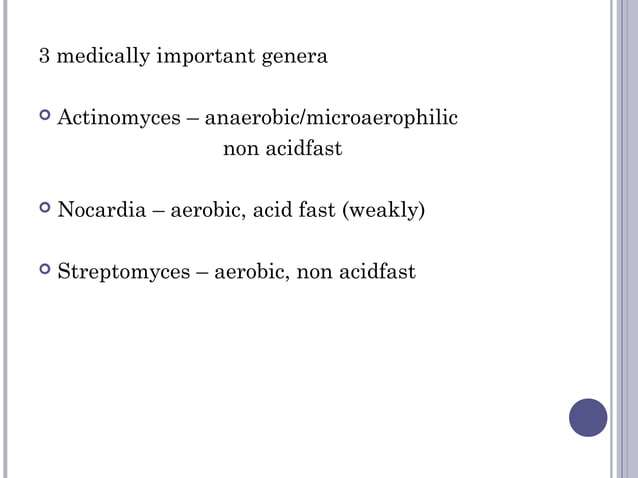 3 medically important genera
Actinomyces – anaerobic/microaerophilic
non acidfast
Nocardia – aerobic, acid fast (weakly)
Streptomyces – aerobic, non acidfast